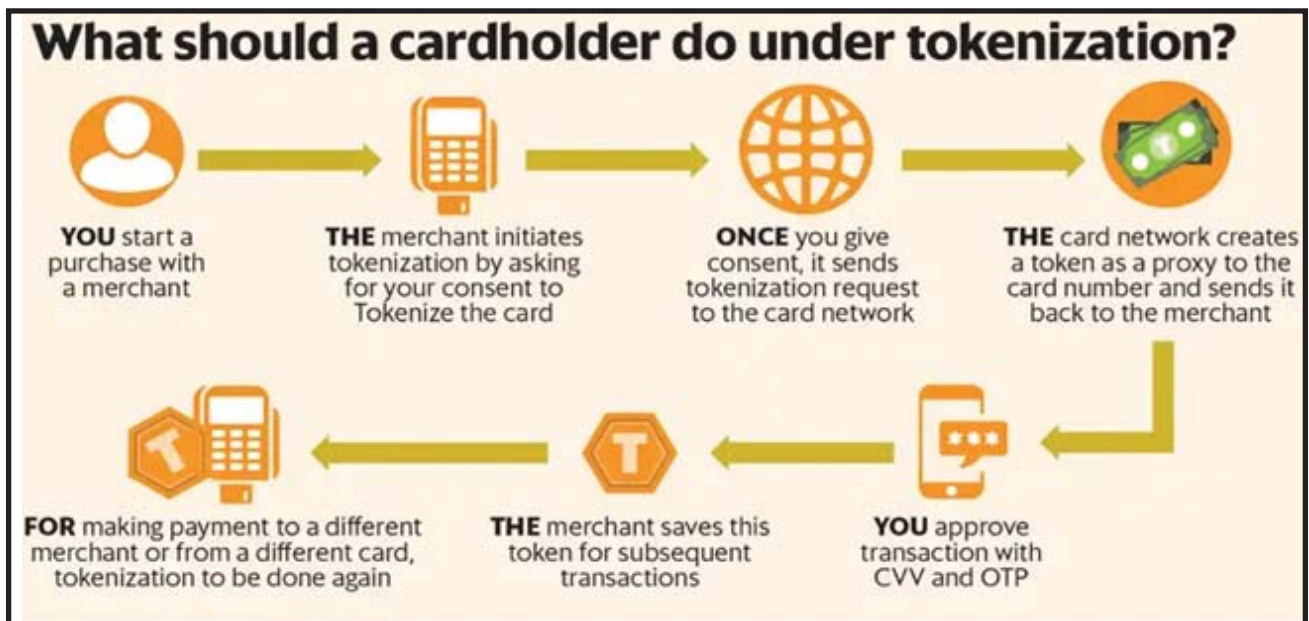 What should a cardholder do under tokenization?
YOU start a
purchase with
a merchant
THE merchant initiates
tokenization by asking
for your consent to
Tokenize the card
ONCE you give
consent, it sends
tokenization request
to the card network
THE card network creates
a token as a proxy to the
card number and sends it
back to the merchant
T
***
YOU approve
transaction with
CVV and OTP
T
THE merchant saves this
token for subsequent
transactions
T
FOR making payment to a different
merchant or from a different card,
tokenization to be done again